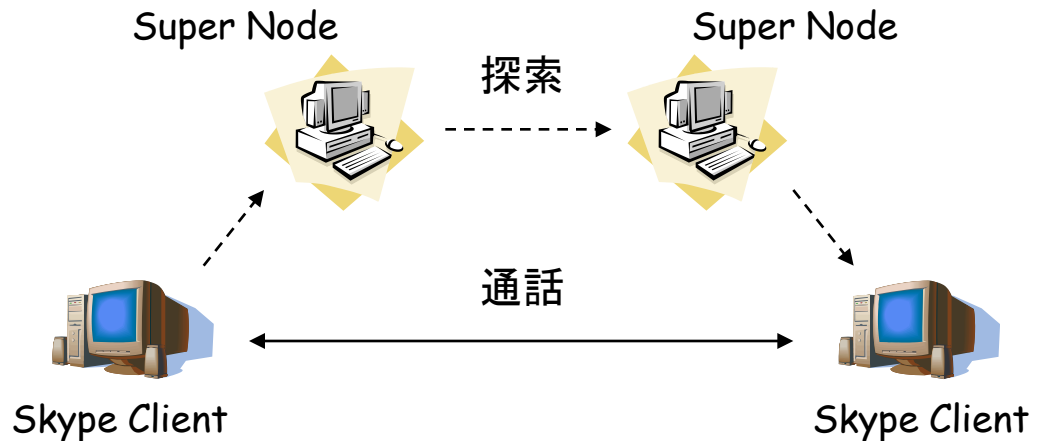 Super Node
Super Node
探索
通話
Skype Client
Skype Client